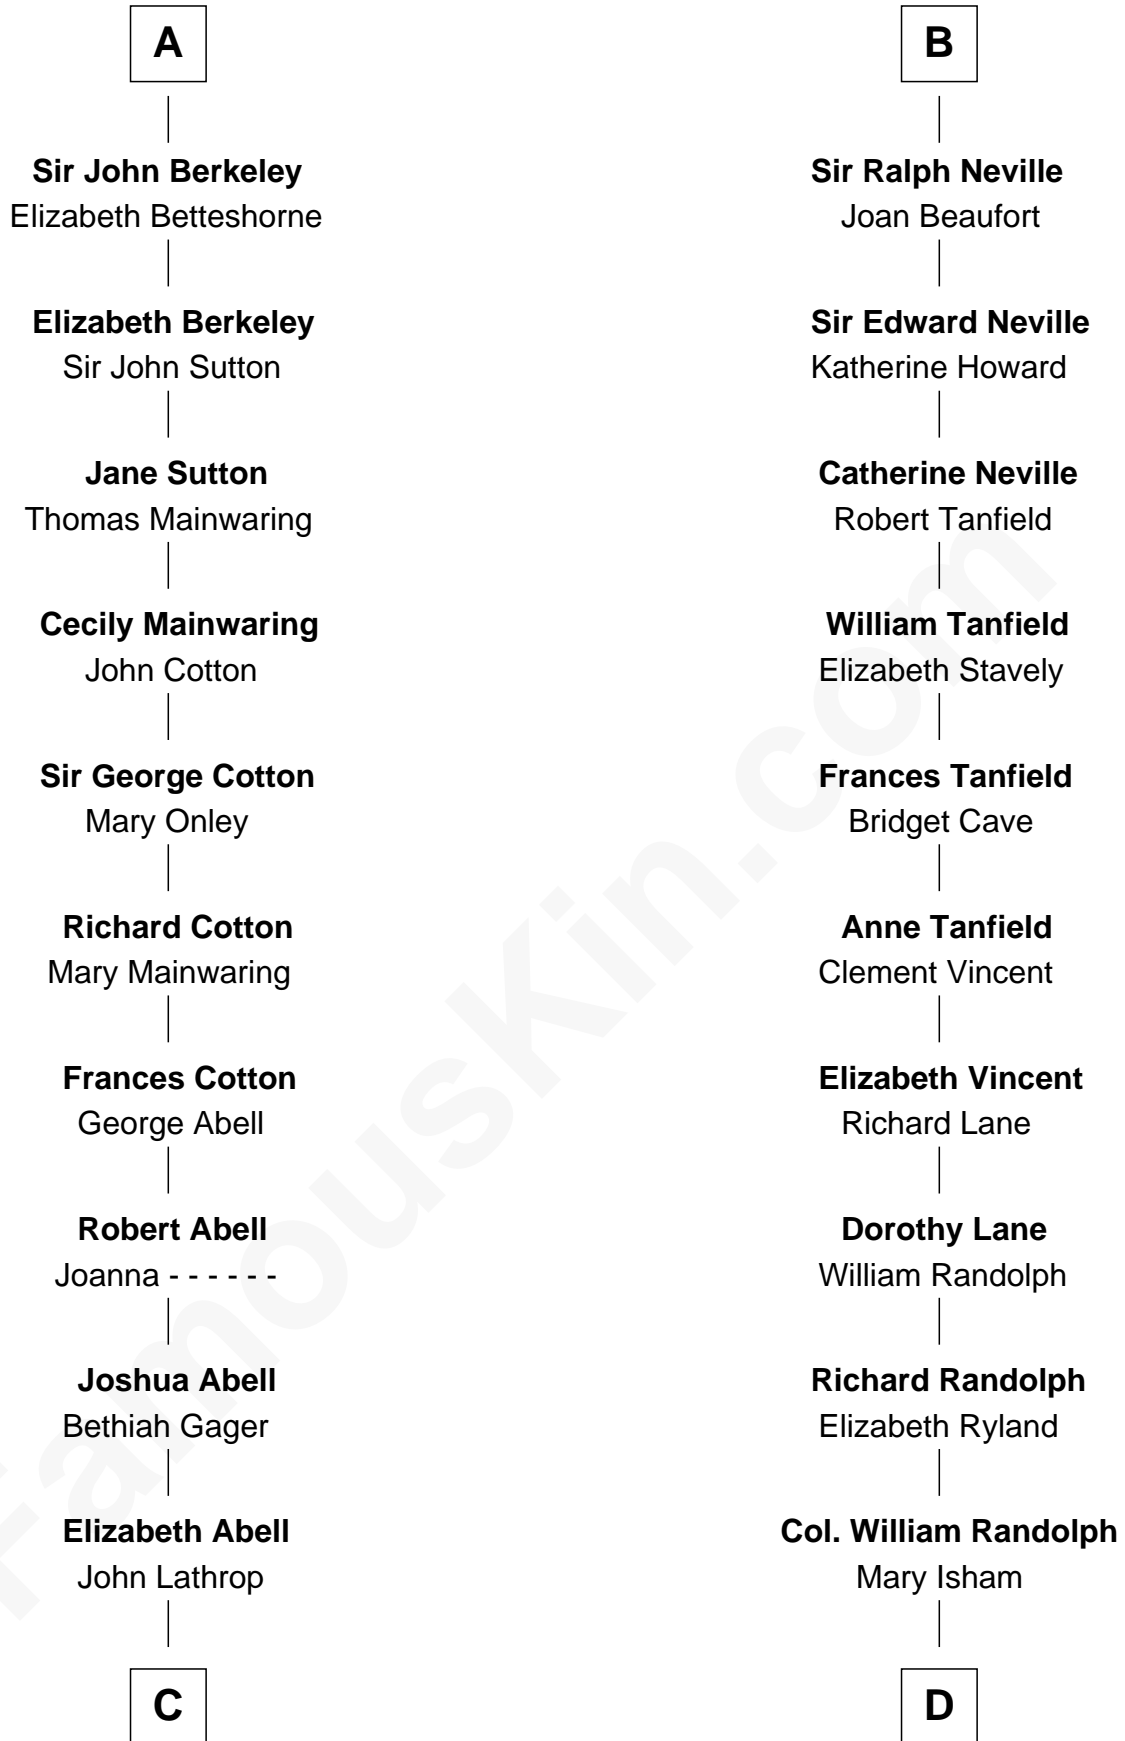 A
Sir John Berkeley
Elizabeth Betteshorne
Elizabeth Berkeley
Sir John Sutton
Jane Sutton
Thomas Mainwaring
Cecily Mainwaring
John Cotton
Sir George Cotton
Mary Onley
Richard Cotton
Mary Mainwaring
Frances Cotton
George Abell
Robert Abell
Joanna - - - - - -
Joshua Abell
Bethiah Gager
Elizabeth Abell
John Lathrop
C
B
Sir Ralph Neville
Joan Beaufort
Sir Edward Neville
Katherine Howard
Catherine Neville
Robert Tanfield
William Tanfield
Elizabeth Stavely
Frances Tanfield
Bridget Cave
Anne Tanfield
Clement Vincent
Elizabeth Vincent
Richard Lane
Dorothy Lane
William Randolph
Richard Randolph
Elizabeth Ryland
Col. William Randolph
Mary Isham
D
FamousKin.com